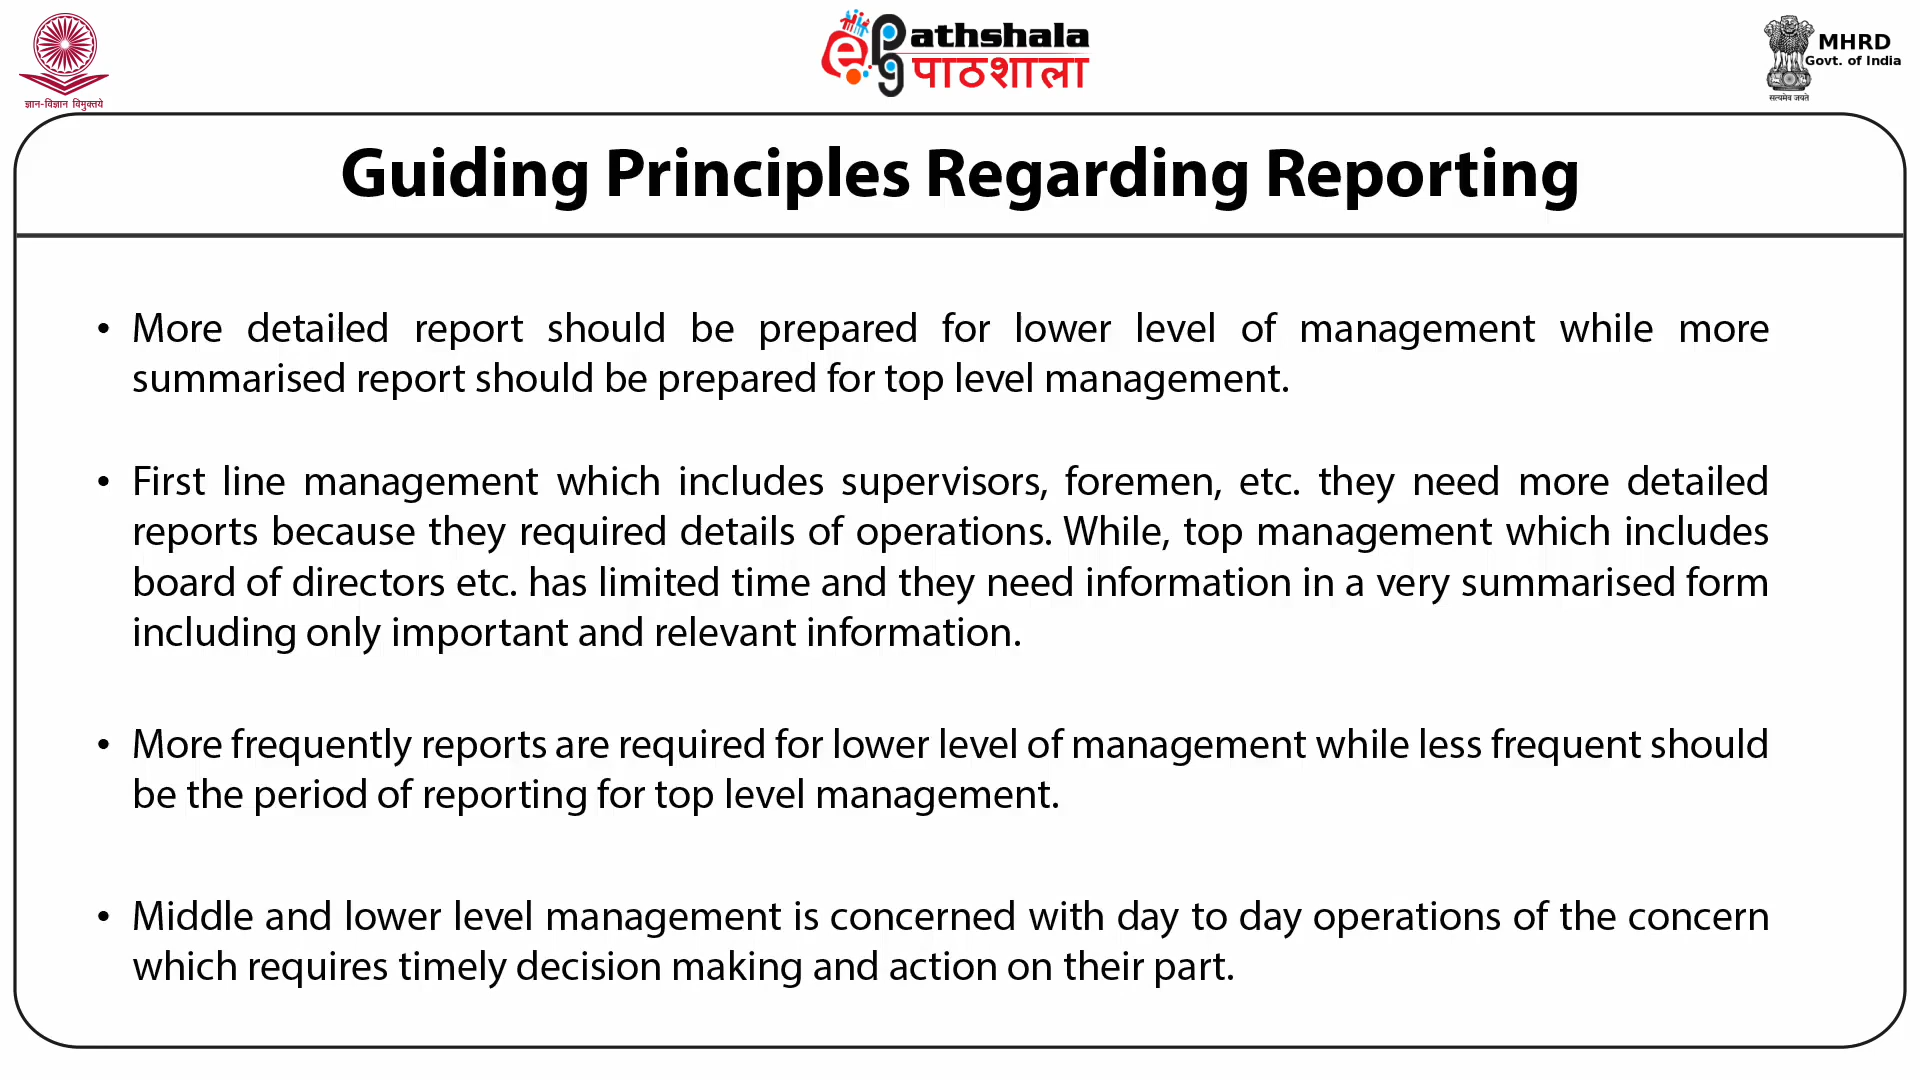 ज्ञान-विज्ञान विमुक्तये
ePathshala
पाठशाला
MHRD
Govt. of India
सत्यमेव जयते
Guiding Principles Regarding Reporting
• More detailed report should be prepared for lower level of management while more
summarised report should be prepared for top level management.
• First line management which includes supervisors, foremen, etc. they need more detailed
reports because they required details of operations. While, top management which includes
board of directors etc. has limited time and they need information in a very summarised form
including only important and relevant information.
• More frequently reports are required for lower level of management while less frequent should
be the period of reporting for top level management.
• Middle and lower level management is concerned with day to day operations of the concern
which requires timely decision making and action on their part.